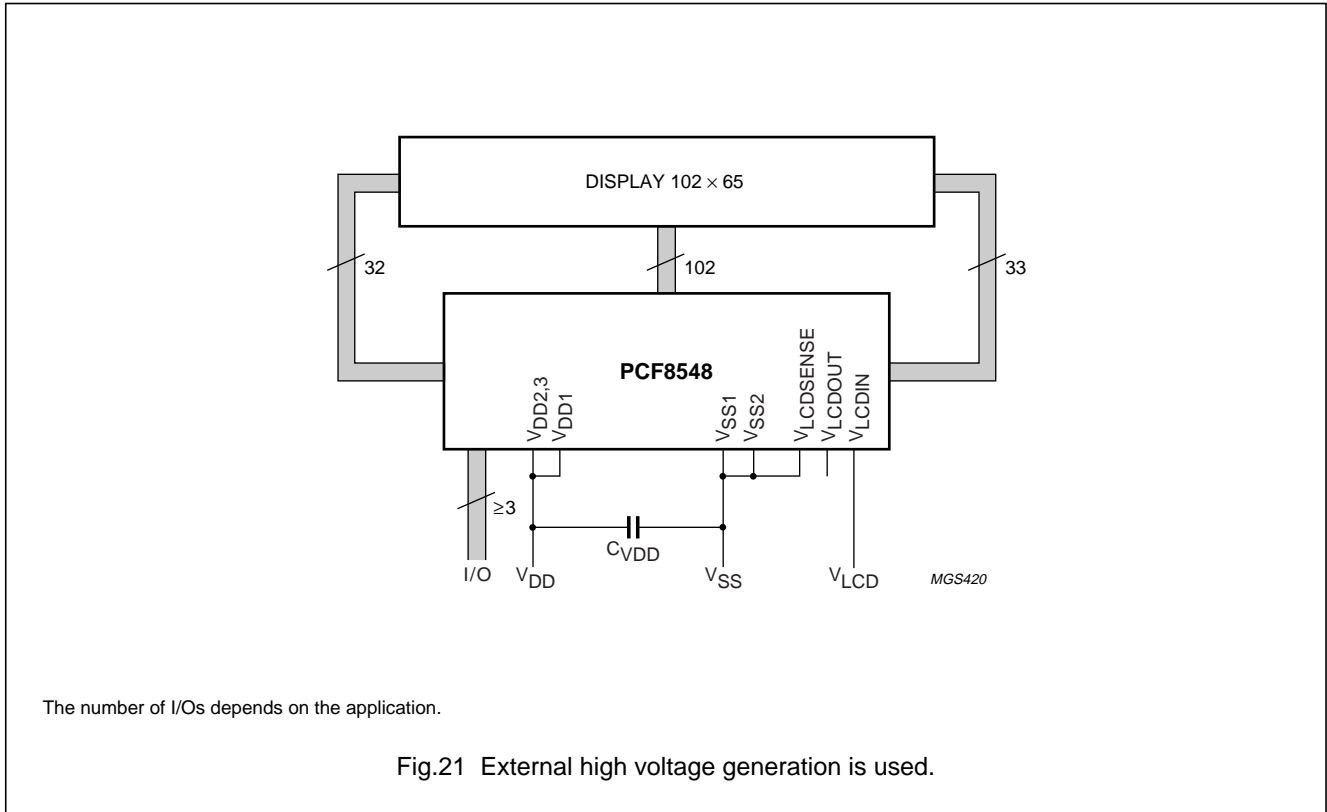 DISPLAY 102 × 65
32
102
33
PCF8548
VDD2,3
VDD1
VSS1
VSS2
VLCDSENSE
VLCDOUT
VLCDIN
≥3
CVDD
I/O
VDD
VSS
VLCD
MGS420
The number of I/Os depends on the application.
Fig.21 External high voltage generation is used.